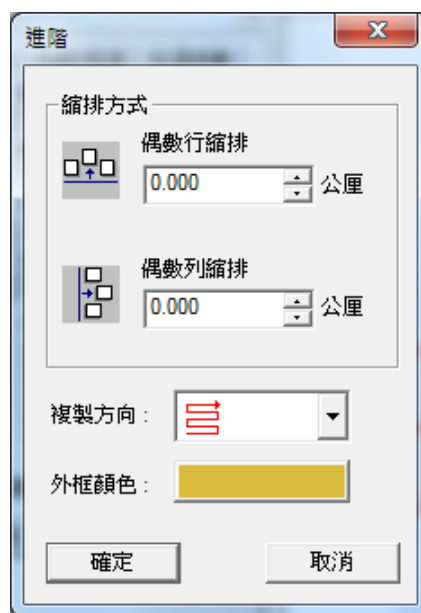 進階
縮排方式
偶數行縮排
0.000 公厘
偶數列縮排
0.000 公厘
複製方向：
外框顏色：
確定 取消